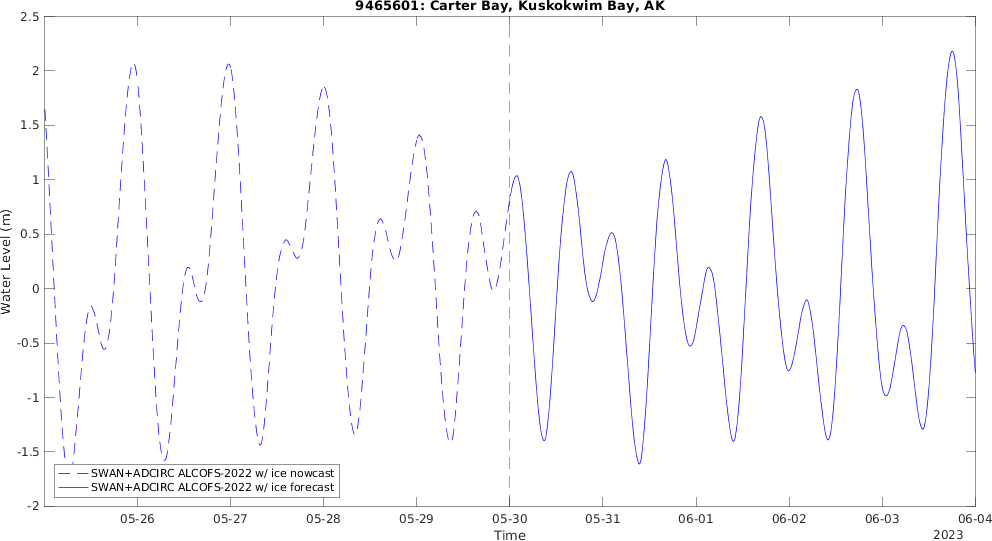 9465601: Carter Bay, Kuskokwim Bay, AK
2.5
2
1.5
1
0.5
0
-0.5
-1
-1.5
-2
Water Level (m)
SWAN+ADCIRC ALCOFS-2022 w/ ice nowcast
SWAN+ADCIRC ALCOFS-2022 w/ ice forecast
05-26 05-27 05-28 05-29 05-30 05-31 06-01 06-02 06-03 06-04
Time
2023